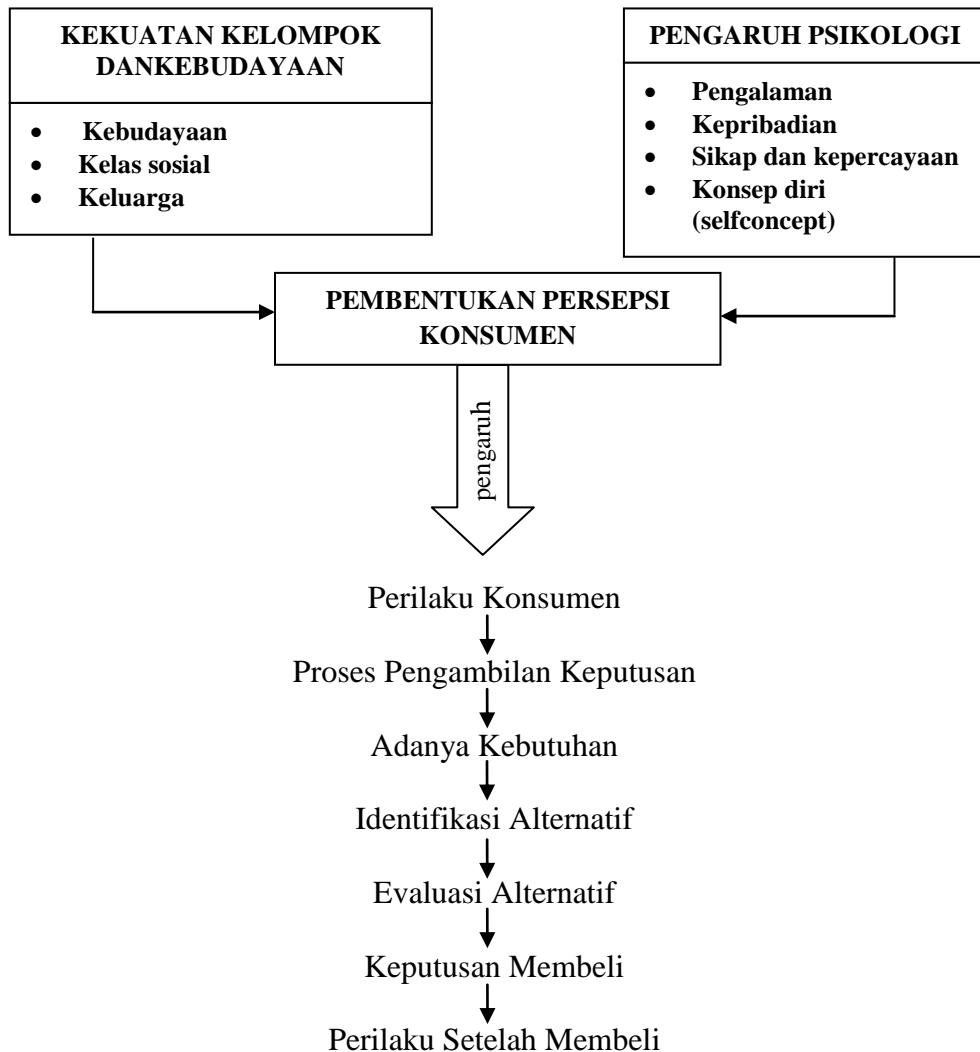 KEKUATAN KELOMPOK
DANKEBUDAYAAN
• Kebudayaan
• Kelas sosial
• Keluarga
PENGARUH PSIKOLOGI
• Pengalaman
• Kepribadian
• Sikap dan kepercayaan
• Konsep diri
(selfconcept)
PEMBENTUKAN PERSEPSI
KONSUMEN
pengaruh
Perilaku Konsumen
Proses Pengambilan Keputusan
Adanya Kebutuhan
Identifikasi Alternatif
Evaluasi Alternatif
Keputusan Membeli
Perilaku Setelah Membeli